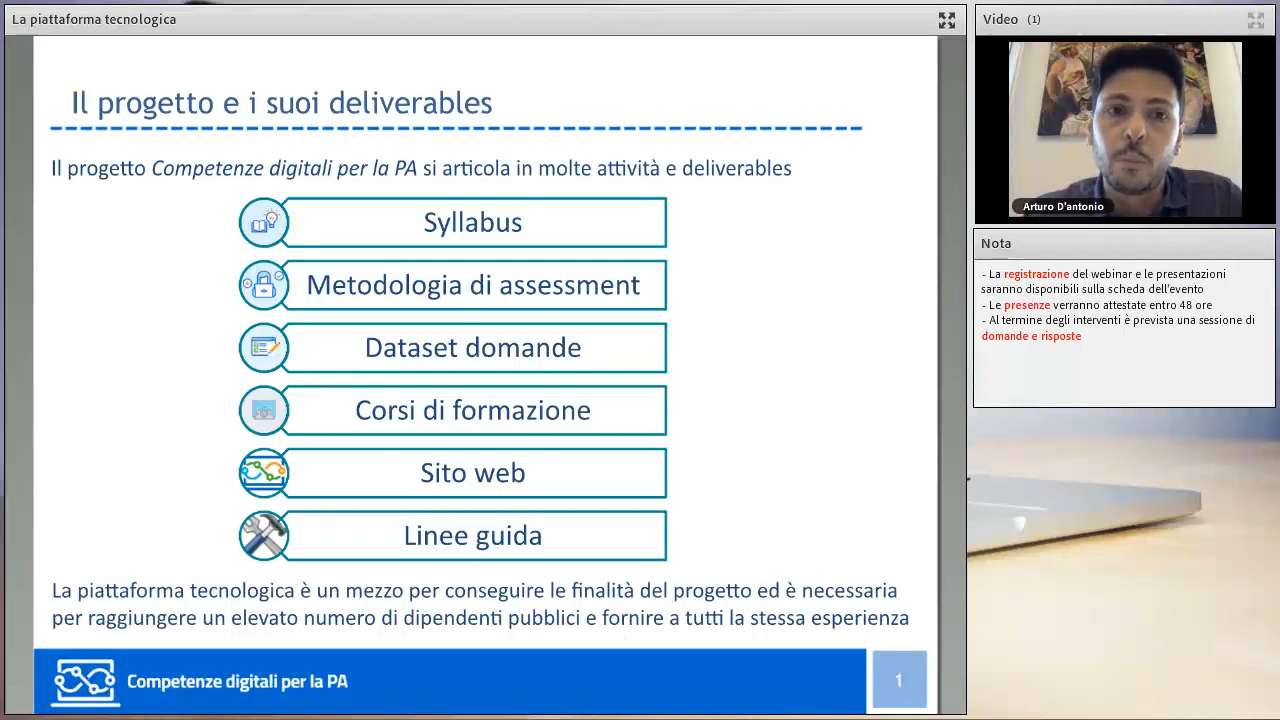 La piattaforma tecnologica
Il progetto e i suoi deliverables
Il progetto Competenze digitali per la PA si articola in molte attività e deliverables
Syllabus
Metodologia di assessment
Dataset domande
Corsi di formazione
Sito web
Linee guida
La piattaforma tecnologica è un mezzo per conseguire le finalità del progetto ed è necessaria
per raggiungere un elevato numero di dipendenti pubblici e fornire a tutti la stessa esperienza
Competenze digitali per la PA
1
Video (1)
Arturo D'antonio
Nota
- La registrazione del webinar e le presentazioni
saranno disponibili sulla scheda dell'evento
- Le presenze verranno attestate entro 48 ore
- Al termine degli interventi è prevista una sessione di
domande e risposte